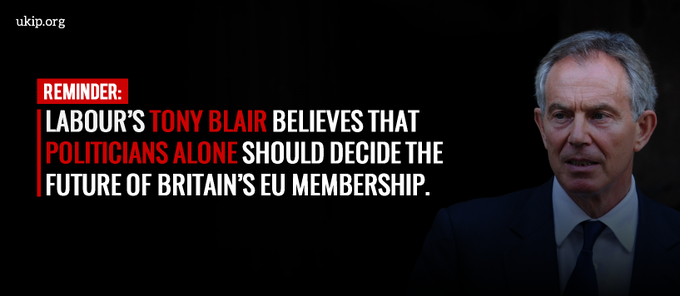 ukip.org
REMINDER:
LABOUR'S TONY BLAIR BELIEVES THAT
POLITICIANS ALONE SHOULD DECIDE THE
FUTURE OF BRITAIN'S EU MEMBERSHIP.